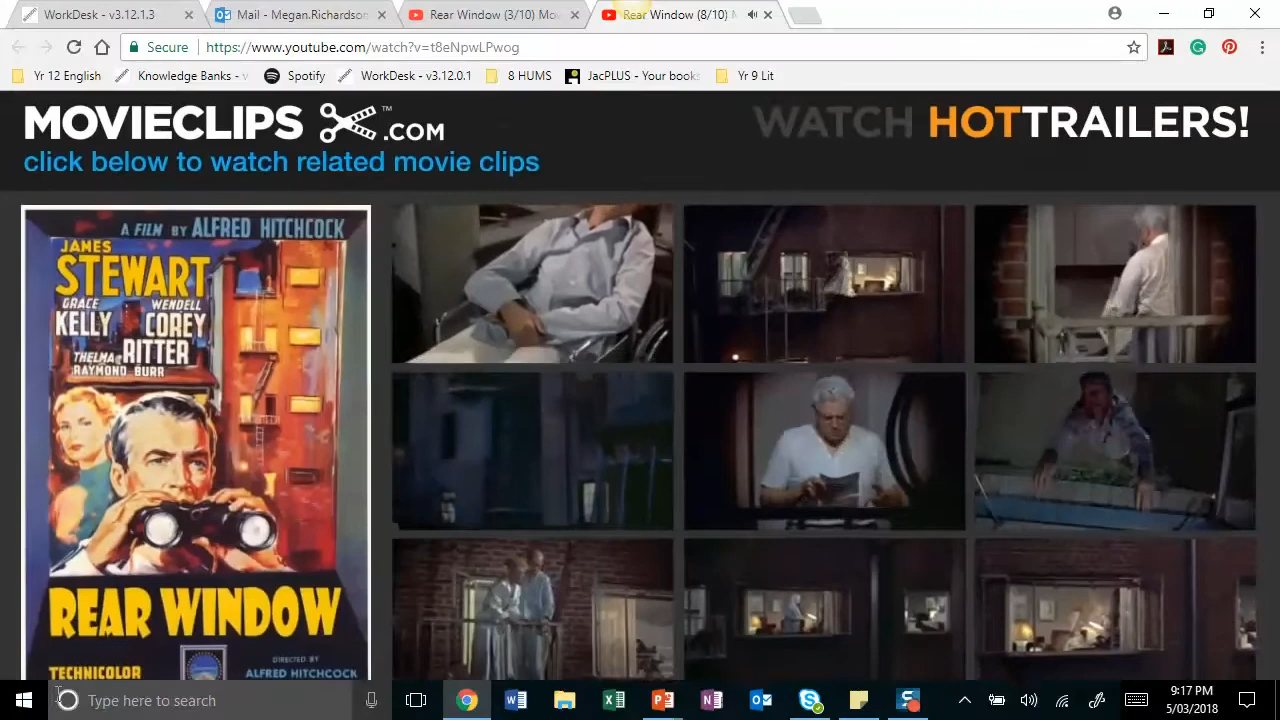 WorkDesk - v3.12.1.3
Mail - Megan.Richardson
Rear Window (3/10) Mo
Rear Window (8/10)
Secure
https://www.youtube.com/watch?v=t8eNpwLPwog
Yr 12 English
Knowledge Banks - v
Spotify
WorkDesk - v3.12.0.1
8 HUMS
JacPLUS - Your books
Yr 9 Lit
MOVIECLIPS .COM
™
WATCH HOTTRAILERS!
click below to watch related movie clips
A FILM BY ALFRED HITCHCOCK
JAMES
STEWART
GRACE WENDELL
KELLY COREY
THELMA RITTER
RAYMOND BURR
REAR WINDOW
TECHNICOLOR
DIRECTED BY
ALFRED HITCHCOCK
Type here to search
9:17 PM
5/03/2018